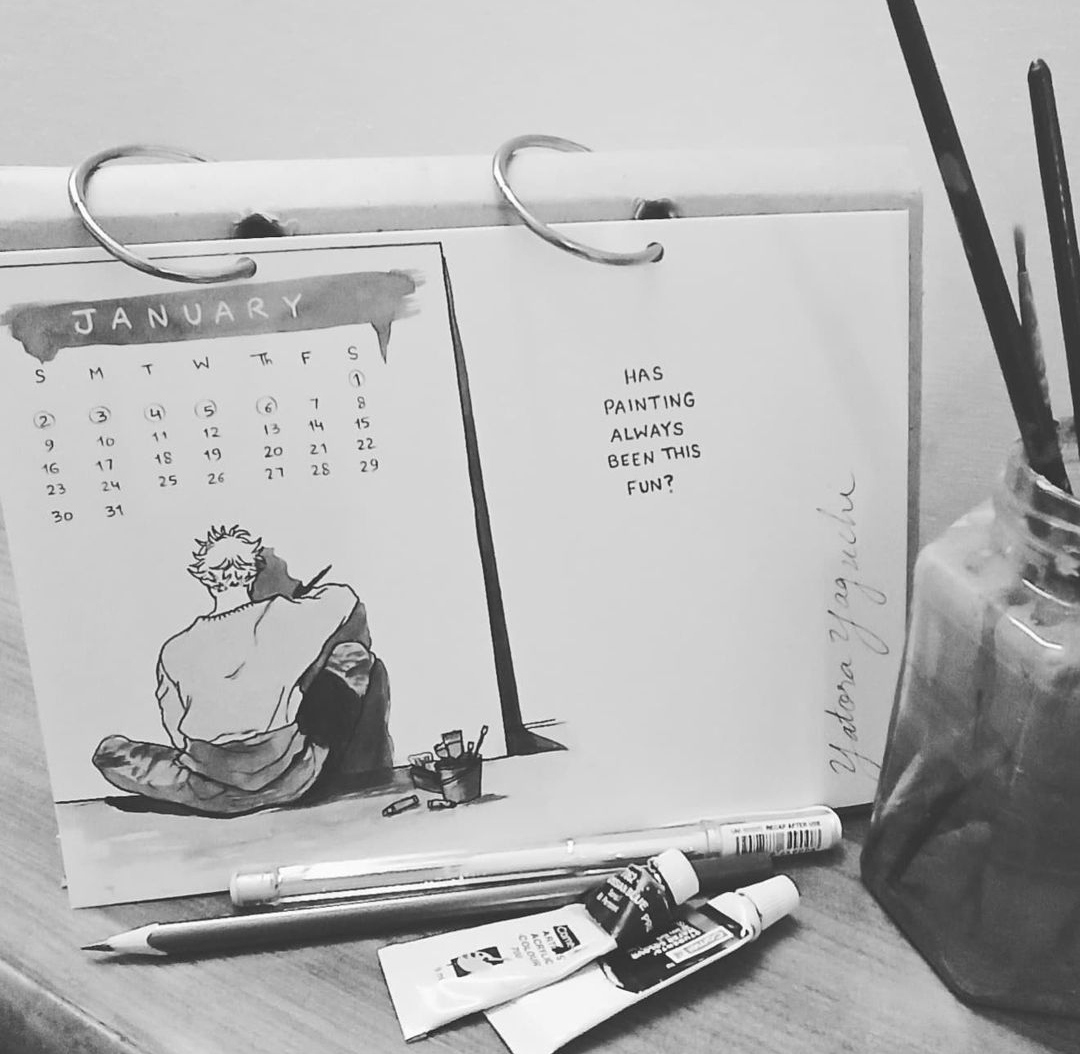 JANUARY
S M T W Th F S
1
2 3 4 5 6 7 8
9 10 11 12 13 14 15
16 17 18 19 20 21 22
23 24 25 26 27 28 29
30 31
HAS
PAINTING
ALWAYS
BEEN THIS
FUN?
Yatora Yaguchi
RECAP AFTER USE
ACRYLIC
COLOUR